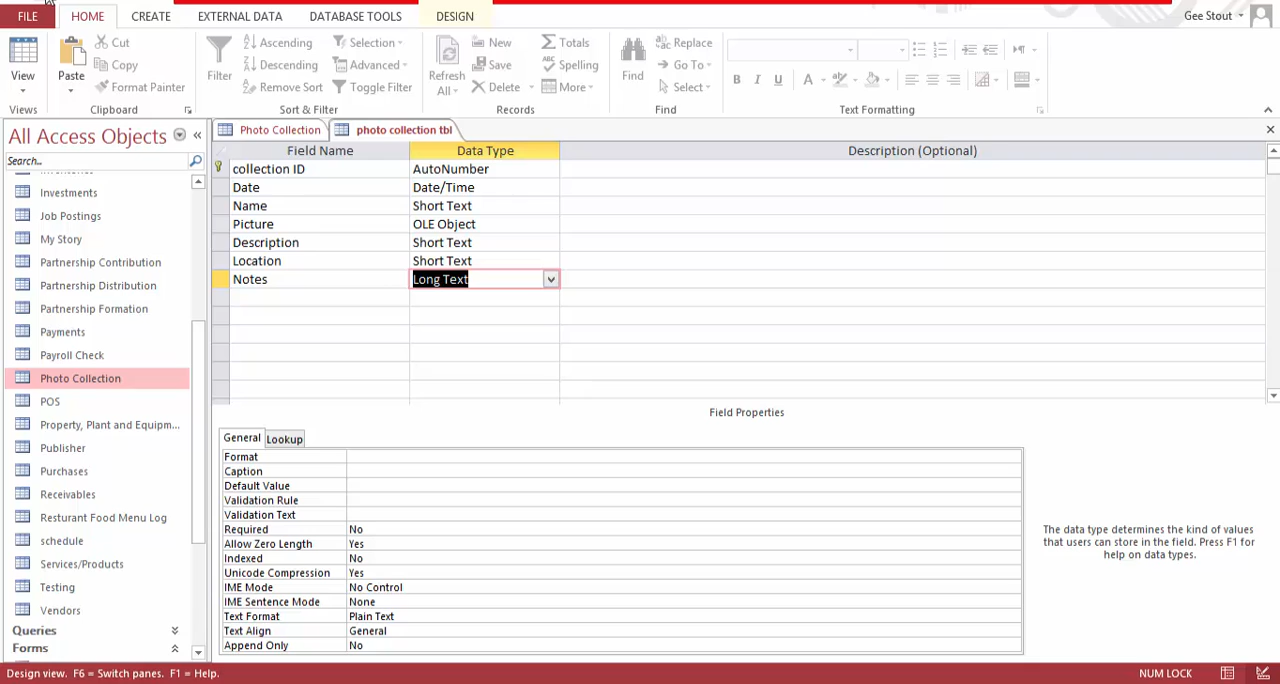 FILE HOME CREATE EXTERNAL DATA DATABASE TOOLS DESIGN Gee Stout
View Paste Cut Copy Format Painter Filter Ascending Descending Remove Sort Selection Advanced Toggle Filter Refresh All New Save Delete Totals Spelling More Find Replace Go To Select B I U A
Views Clipboard Sort & Filter Records Find Text Formatting
All Access Objects
Search...
Investments
Job Postings
My Story
Partnership Contribution
Partnership Distribution
Partnership Formation
Payments
Payroll Check
Photo Collection
POS
Property, Plant and Equipm...
Publisher
Purchases
Receivables
Resturant Food Menu Log
schedule
Services/Products
Testing
Vendors
Queries
Forms
Photo Collection photo collection tbl
Field Name Data Type Description (Optional)
collection ID AutoNumber
Date Date/Time
Name Short Text
Picture OLE Object
Description Short Text
Location Short Text
Notes Long Text
Field Properties
General Lookup
Format
Caption
Default Value
Validation Rule
Validation Text
Required No
Allow Zero Length Yes
Indexed No
Unicode Compression Yes
IME Mode No Control
IME Sentence Mode None
Text Format Plain Text
Text Align General
Append Only No
The data type determines the kind of values
that users can store in the field. Press F1 for
help on data types.
Design view. F6 = Switch panes. F1 = Help. NUM LOCK